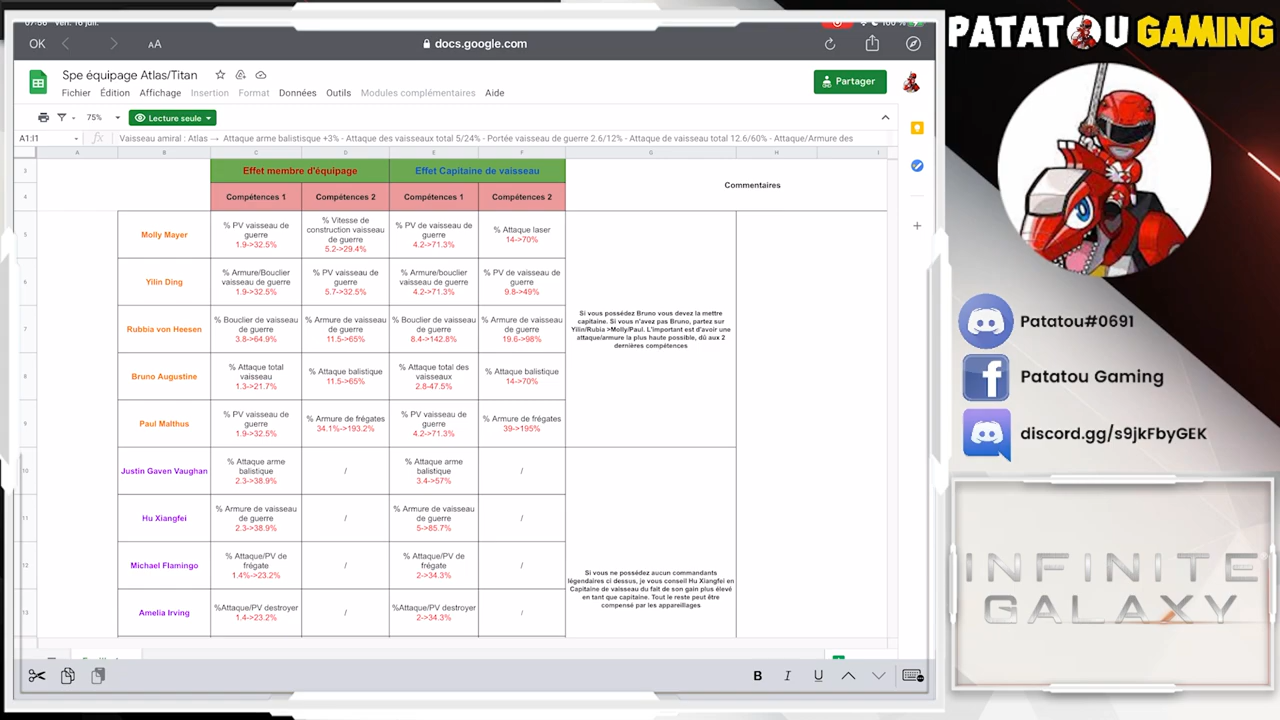 OK
AA
docs.google.com
PATATOU GAMING
Spe équipage Atlas/Titan
Partager
Fichier Édition Affichage Insertion Format Données Outils Modules complémentaires Aide
75% Lecture seule
A1:I1 fx Vaisseau amiral : Atlas → Attaque arme balistisque +3% - Attaque des vaisseaux total 5/24% - Portée vaisseau de guerre 2.6/12% - Attaque de vaisseau total 12.6/60% - Attaque/Armure des
A B C D E F G H I
3 Effet membre d'équipage Effet Capitaine de vaisseau
Commentaires
4 Compétences 1 Compétences 2 Compétences 1 Compétences 2
5
Molly Mayer
% PV vaisseau de
guerre
1.9->32.5%
% Vitesse de
construction vaisseau
de guerre
5.2->29.4%
% PV de vaisseau de
guerre
4.2->71.3%
% Attaque laser
14->70%
6
Yilin Ding
% Armure/Bouclier
vaisseau de guerre
1.9->32.5%
% PV vaisseau de
guerre
5.7->32.5%
% Armure/bouclier
vaisseau de guerre
4.2->71.3%
% PV de vaisseau de
guerre
9.8->49%
7
Rubbia von Heesen
% Bouclier de vaisseau
de guerre
3.8->64.9%
% Armure de vaisseau
de guerre
11.5->65%
% Bouclier de vaisseau
de guerre
8.4->142.8%
% Armure de vaisseau
de guerre
19.6->98%
Si vous possédez Bruno vous devez la mettre
capitaine. Si vous n'avez pas Bruno, partez sur
Yilin/Rubia >Molly/Paul. L'important est d'avoir une
attaque/armure la plus haute possible, dû aux 2
dernières compétences
8
Bruno Augustine
% Attaque total
vaisseau
1.3->21.7%
% Attaque balistique
11.5->65%
% Attaque total des
vaisseaux
2.8-47.5%
% Attaque balistique
14->70%
9
Paul Malthus
% PV vaisseau de
guerre
1.9->32.5%
% Armure de frégates
34.1%->193.2%
% PV vaisseau de
guerre
4.2->71.3%
% Armure de frégates
39->195%
10
Justin Gaven Vaughan
% Attaque arme
balistique
2.3->38.9%
/
% Attaque arme
balistique
3.4->57%
/
11
Hu Xiangfei
% Armure de vaisseau
de guerre
2.3->38.9%
/
% Armure de vaisseau
de guerre
5->85.7%
/
12
Michael Flamingo
% Attaque/PV de
frégate
1.4%->23.2%
/
% Attaque/PV de
frégate
2->34.3%
/
Si vous ne possédez aucun commandants
légendaires ci dessus, je vous conseil Hu Xiangfei en
Capitaine de vaisseau du fait de son gain plus élevé
en tant que capitaine. Tout le reste peut être
compensé par les appareillages
13
Amelia Irving
%Attaque/PV destroyer
1.4->23.2%
/
%Attaque/PV destroyer
2->34.3%
/
B I U
Patatou#0691
Patatou Gaming
discord.gg/s9jkFbyGEK
INFINITE
GALAXY